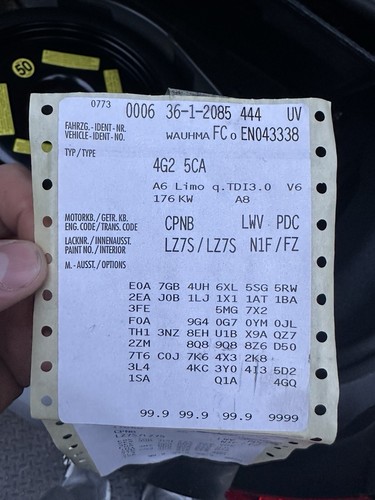 50
0773 0006 36-1-2085 444 UV
FAHRZG.-IDENT-NR.
VEHICLE-IDENT-NO. WAUHMA FC 0 EN043338
TYP/TYPE
4G2 5CA
A6 Limo q.TDI3.0 V6
176 KW A8
MOTORKB./GETR. KB.
ENG. CODE/TRANS. CODE CPNB LWV PDC
LACKNR./INNENAUSST.
PAINT NO./INTERIOR LZ7S/LZ7S N1F/FZ
M.-AUSST./OPTIONS
E0A 7GB 4UH 6XL 5SG 5RW
2EA J0B 1LJ 1X1 1AT 1BA
3FE 5MG 7X2
F0A 9G4 0G7 0YM 0JL
TH1 3NZ 8EH U1B X9A QZ7
2ZM 8Q8 9Q8 8Z6 D50
7T6 C0J 7K6 4X3 2K8
3L4 4KC 3Y0 4I3 5D2
1SA Q1A 4GQ
99.9 99.9 99.9 9999
CPNB
LZ7S/LZ7S